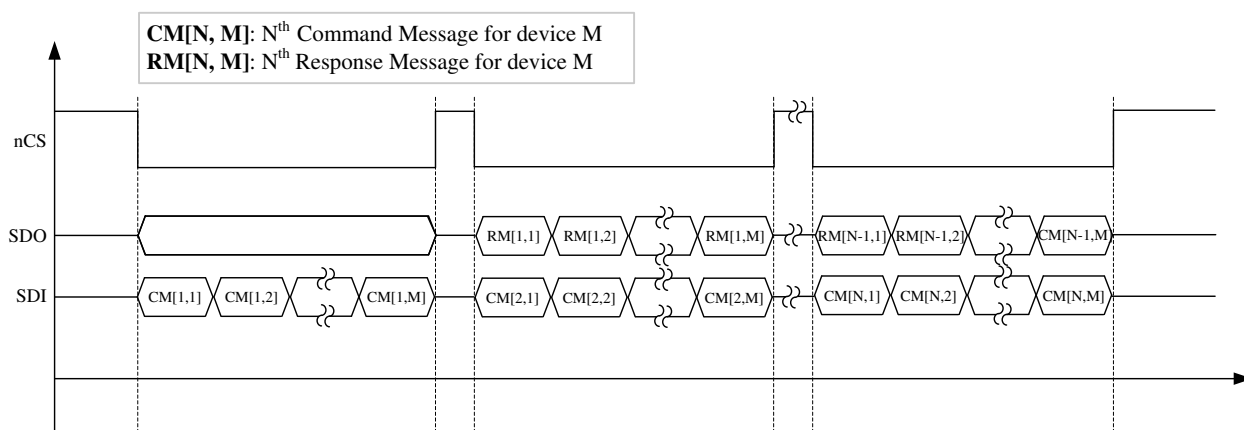 CM[N, M]: Nth Command Message for device M
RM[N, M]: Nth Response Message for device M
nCS
SDO
RM[1,1] RM[1,2] RM[1,M] RM[N-1,1] RM[N-1,2] CM[N-1,M]
SDI
CM[1,1] CM[1,2] CM[1,M] CM[2,1] CM[2,2] CM[2,M] CM[N,1] CM[N,2] CM[N,M]